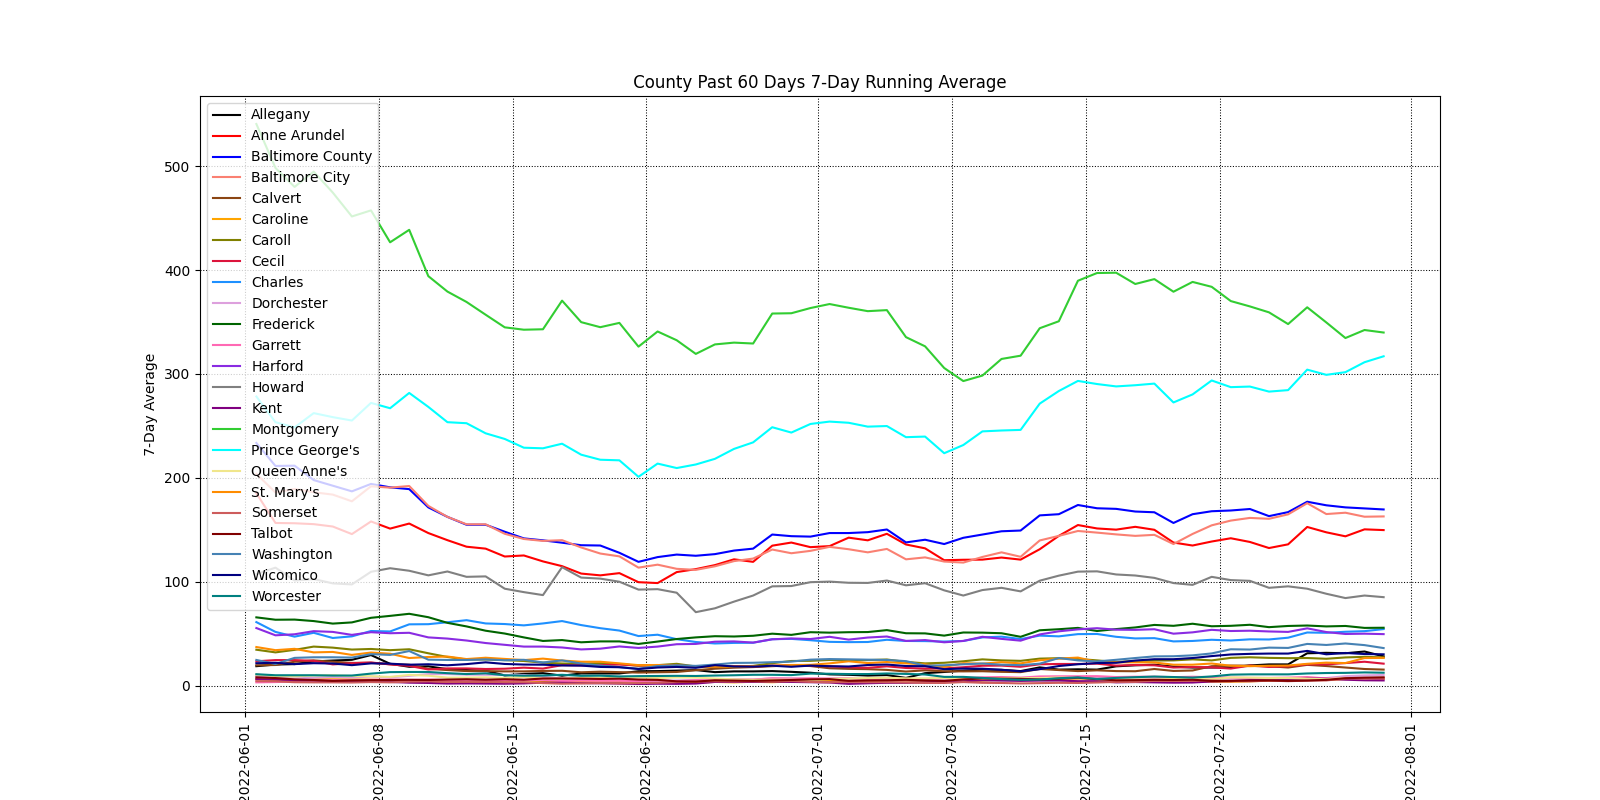 County Past 60 Days 7-Day Running Average
Allegany
Anne Arundel
Baltimore County
Baltimore City
Calvert
Caroline
Caroll
Cecil
Charles
Dorchester
Frederick
Garrett
Harford
Howard
Kent
Montgomery
Prince George's
Queen Anne's
St. Mary's
Somerset
Talbot
Washington
Wicomico
Worcester
7-Day Average
500
400
300
200
100
0
2022-06-01
2022-06-08
2022-06-15
2022-06-22
2022-07-01
2022-07-08
2022-07-15
2022-07-22
2022-08-01